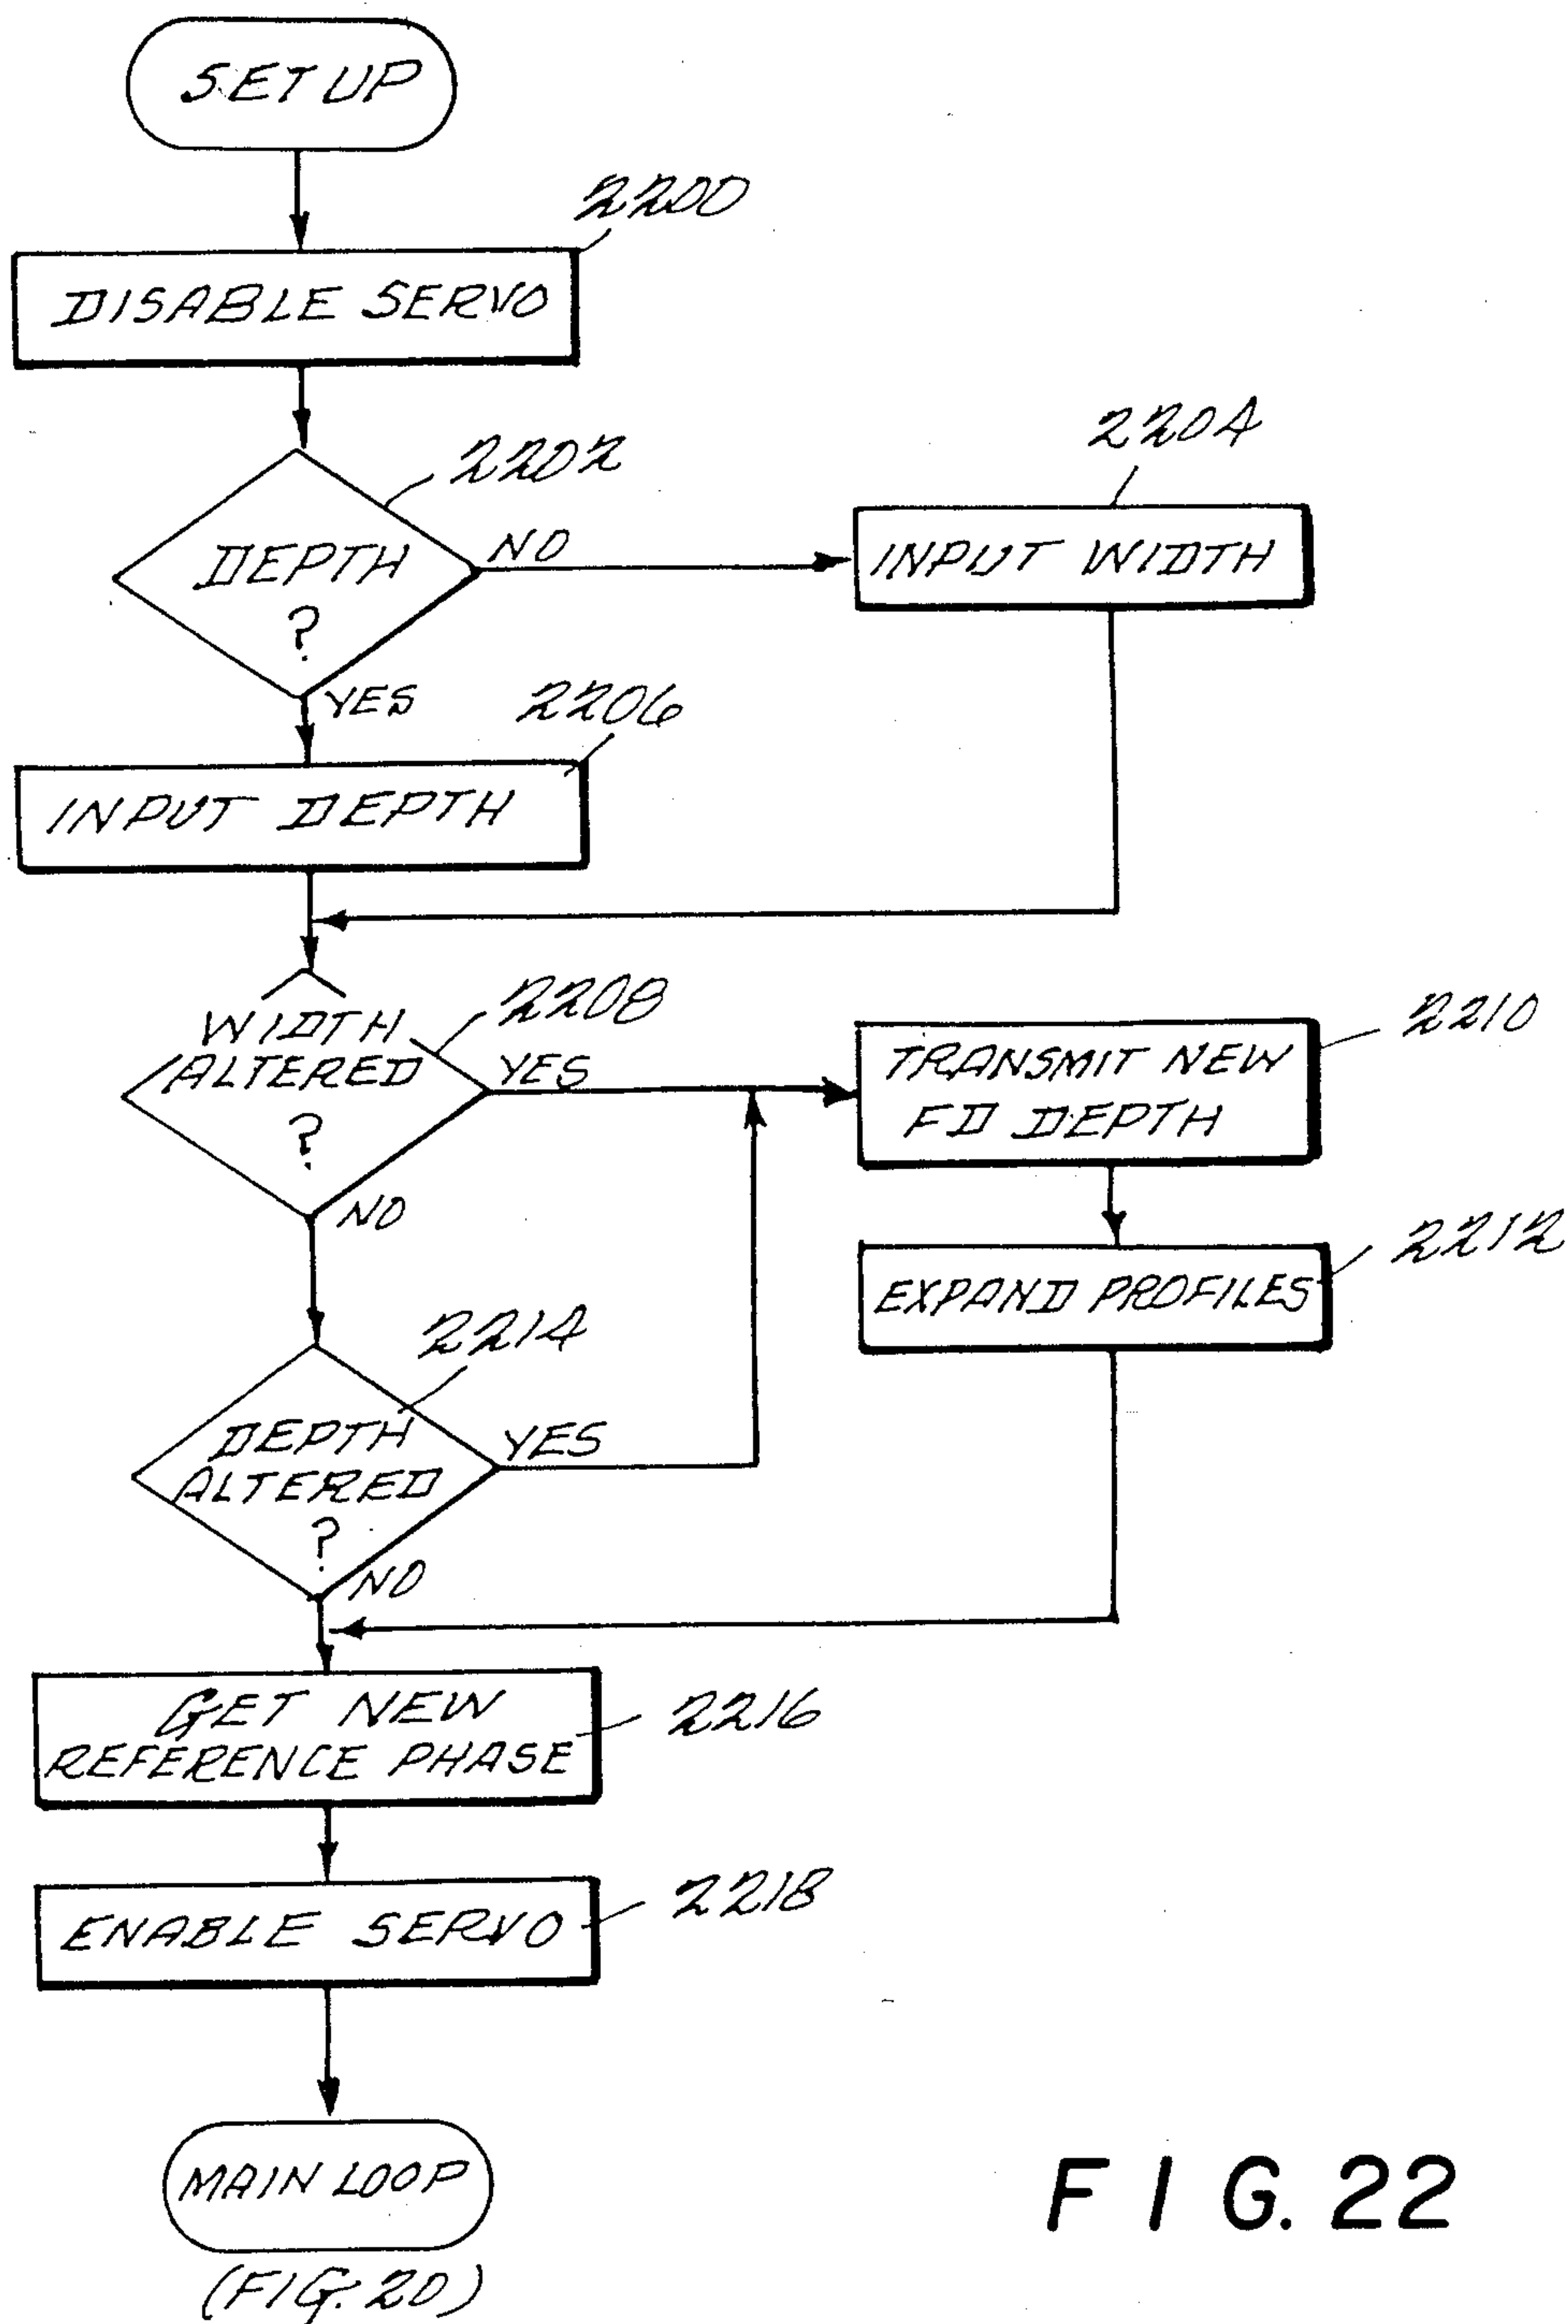 SET UP
2200
DISABLE SERVO
2202
2204
DEPTH
?
NO
INPUT WIDTH
YES
2206
INPUT DEPTH
2208
WIDTH
ALTERED
?
YES
2210
TRANSMIT NEW
FD DEPTH
NO
2212
EXPAND PROFILES
2214
DEPTH
ALTERED
?
YES
NO
GET NEW
REFERENCE PHASE
2216
ENABLE SERVO
2218
MAIN LOOP
(FIG. 20)
FIG. 22